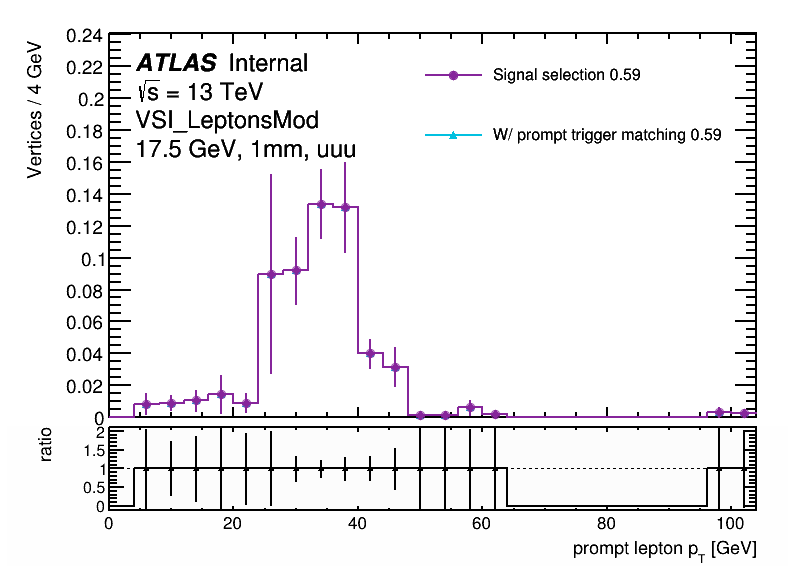 0.24
0.22
0.2
0.18
0.16
0.14
0.12
0.1
0.08
0.06
0.04
0.02
0
Vertices / 4 GeV
ATLAS Internal
√s = 13 TeV
VSI_LeptonsMod
17.5 GeV, 1mm, uuu
Signal selection 0.59
W/ prompt trigger matching 0.59
ratio
2
1.5
1
0.5
0
0 20 40 60 80 100
prompt lepton p_T [GeV]